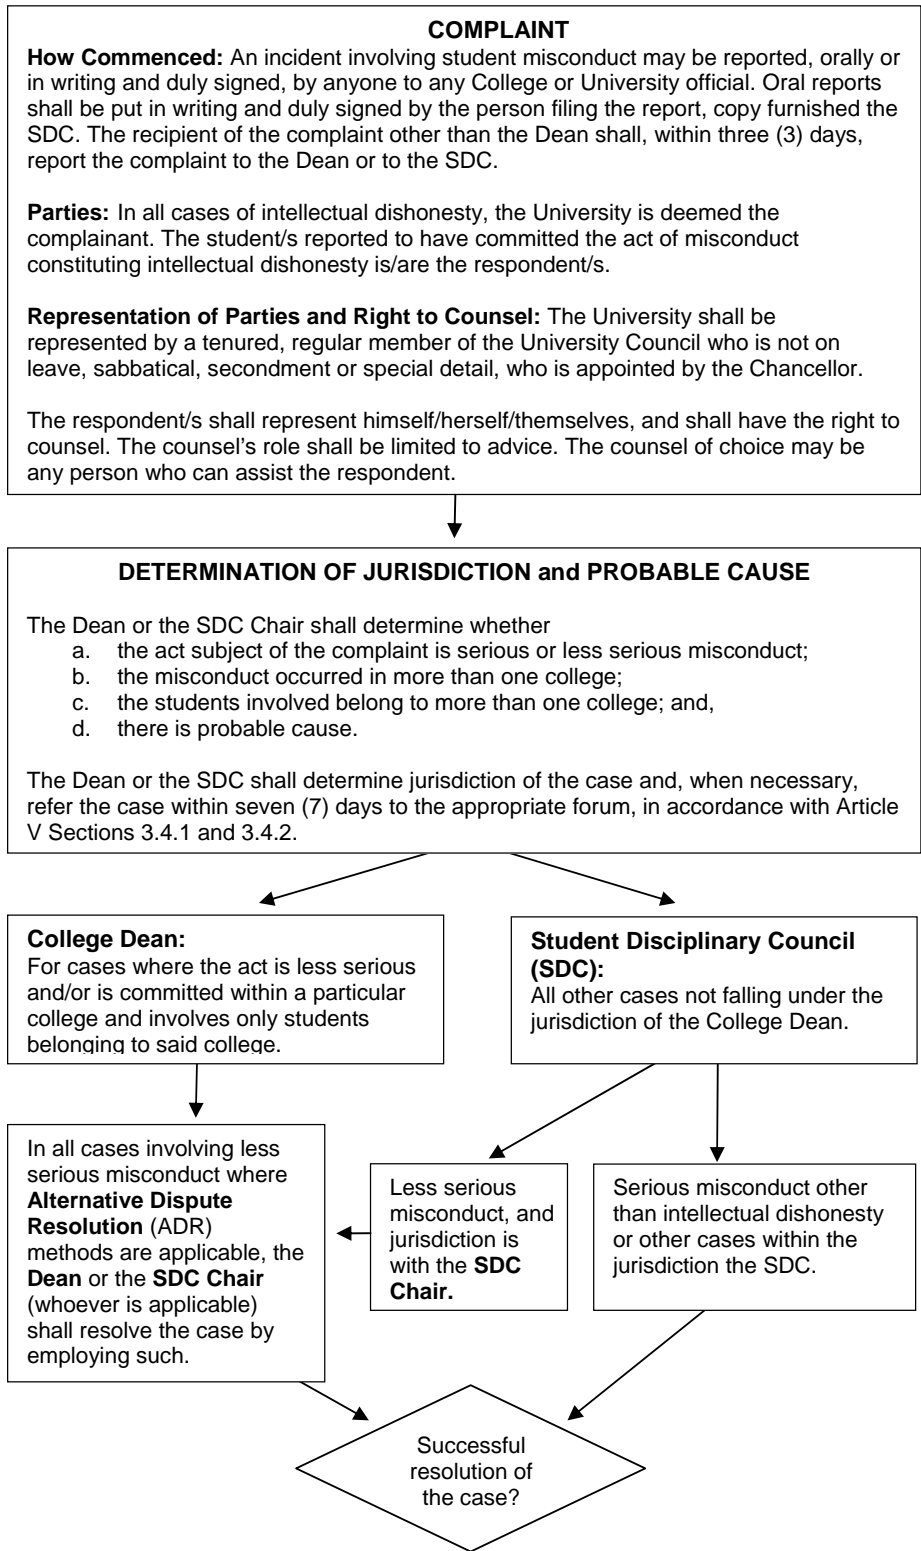 COMPLAINT
How Commenced: An incident involving student misconduct may be reported, orally or
in writing and duly signed, by anyone to any College or University official. Oral reports
shall be put in writing and duly signed by the person filing the report, copy furnished the
SDC. The recipient of the complaint other than the Dean shall, within three (3) days,
report the complaint to the Dean or to the SDC.
Parties: In all cases of intellectual dishonesty, the University is deemed the
complainant. The student/s reported to have committed the act of misconduct
constituting intellectual dishonesty is/are the respondent/s.
Representation of Parties and Right to Counsel: The University shall be
represented by a tenured, regular member of the University Council who is not on
leave, sabbatical, secondment or special detail, who is appointed by the Chancellor.
The respondent/s shall represent himself/herself/themselves, and shall have the right to
counsel. The counsel’s role shall be limited to advice. The counsel of choice may be
any person who can assist the respondent.
DETERMINATION OF JURISDICTION and PROBABLE CAUSE
The Dean or the SDC Chair shall determine whether
a. the act subject of the complaint is serious or less serious misconduct;
b. the misconduct occurred in more than one college;
c. the students involved belong to more than one college; and,
d. there is probable cause.
The Dean or the SDC shall determine jurisdiction of the case and, when necessary,
refer the case within seven (7) days to the appropriate forum, in accordance with Article
V Sections 3.4.1 and 3.4.2.
College Dean:
For cases where the act is less serious
and/or is committed within a particular
college and involves only students
belonging to said college.
Student Disciplinary Council
(SDC):
All other cases not falling under the
jurisdiction of the College Dean.
In all cases involving less
serious misconduct where
Alternative Dispute
Resolution (ADR)
methods are applicable, the
Dean or the SDC Chair
(whoever is applicable)
shall resolve the case by
employing such.
Less serious
misconduct, and
jurisdiction is
with the SDC
Chair.
Serious misconduct other
than intellectual dishonesty
or other cases within the
jurisdiction the SDC.
Successful
resolution of
the case?